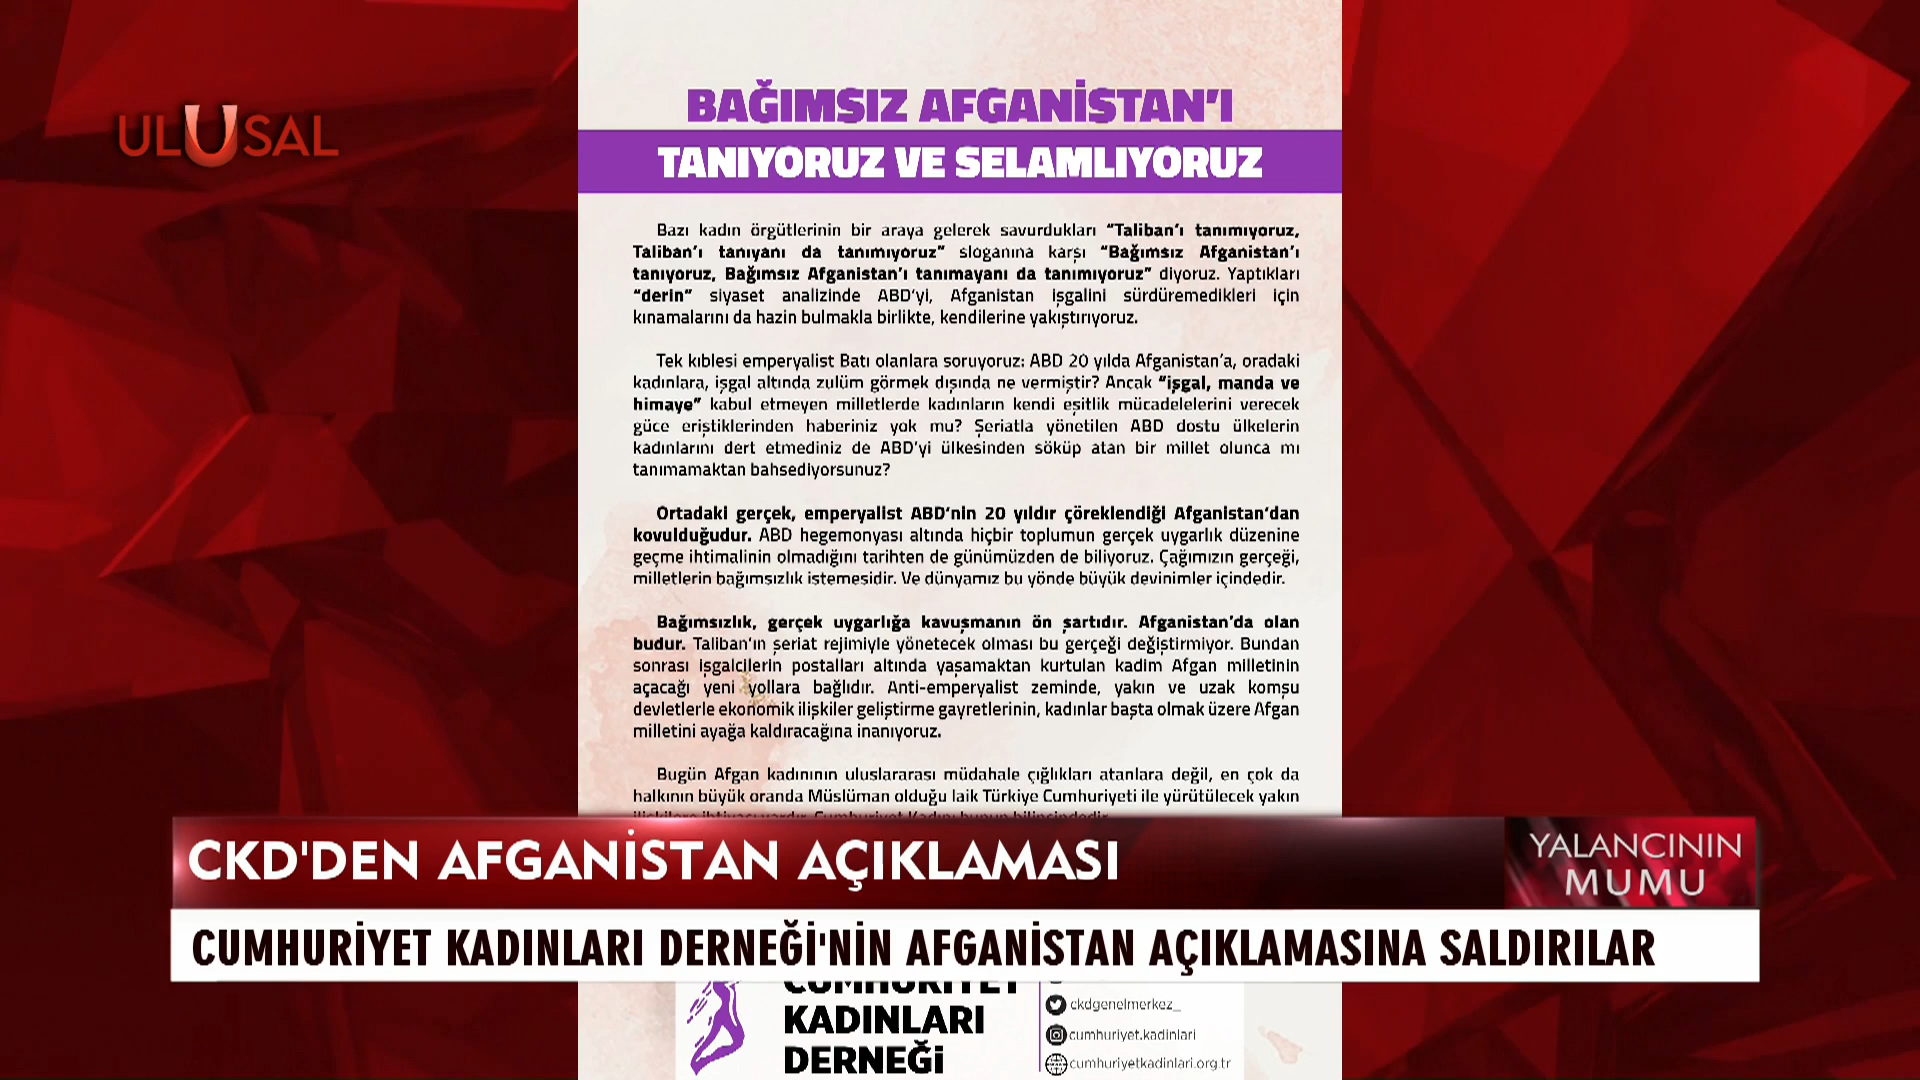 BAĞIMSIZ AFGANİSTAN'I
TANIYORUZ VE SELAMLIYORUZ
ULUSAL
Bazı kadın örgütlerinin bir araya gelerek savurdukları "Taliban'ı tanımıyoruz,
Taliban'ı tanıyanı da tanımıyoruz" sloganına karşı "Bağımsız Afganistan'ı
tanıyoruz, Bağımsız Afganistan'ı tanımayanı da tanımıyoruz" diyoruz. Yaptıkları
"derin" siyaset analizinde ABD'yi, Afganistan işgalini sürdüremedikleri için
kınamalarını da hazin bulmakla birlikte, kendilerine yakıştırıyoruz.
Tek kıblesi emperyalist Batı olanlara soruyoruz: ABD 20 yılda Afganistan'a, oradaki
kadınlara, işgal altında zulüm görmek dışında ne vermiştir? Ancak "işgal, manda ve
himaye" kabul etmeyen milletlerde kadınların kendi eşitlik mücadelelerini verecek
güce eriştiklerinden haberiniz yok mu? Şeriatla yönetilen ABD dostu ülkelerin
kadınlarını dert etmediniz de ABD'yi ülkesinden söküp atan bir millet olunca mı
tanımamaktan bahsediyorsunuz?
Ortadaki gerçek, emperyalist ABD'nin 20 yıldır çöreklendiği Afganistan'dan
kovulduğudur. ABD hegemonyası altında hiçbir toplumun gerçek uygarlık düzenine
geçme ihtimalinin olmadığını tarihten de günümüzden de biliyoruz. Çağımızın gerçeği,
milletlerin bağımsızlık istemesidir. Ve dünyamız bu yönde büyük devinimler içindedir.
Bağımsızlık, gerçek uygarlığa kavuşmanın ön şartıdır. Afganistan'da olan
budur. Taliban'ın şeriat rejimiyle yönetecek olması bu gerçeği değiştirmiyor. Bundan
sonrası işgalcilerin postalları altında yaşamaktan kurtulan kadim Afgan milletinin
açacağı yeni yollara bağlıdır. Anti-emperyalist zeminde, yakın ve uzak komşu
devletlerle ekonomik ilişkiler geliştirme gayretlerinin, kadınlar başta olmak üzere Afgan
milletini ayağa kaldıracağına inanıyoruz.
Bugün Afgan kadınının uluslararası müdahale çığlıkları atanlara değil, en çok da
halkının büyük oranda Müslüman olduğu laik Türkiye Cumhuriyeti ile yürütülecek yakın
CKD'DEN AFGANİSTAN AÇIKLAMASI
YALANCININ
MUMU
CUMHURİYET KADINLARI DERNEĞİ'NİN AFGANİSTAN AÇIKLAMASINA SALDIRILAR
CUMHURİYET
KADINLARI
DERNEĞİ
ckdgenelmerkez_
cumhuriyet.kadinlari
cumhuriyetkadinlari.org.tr